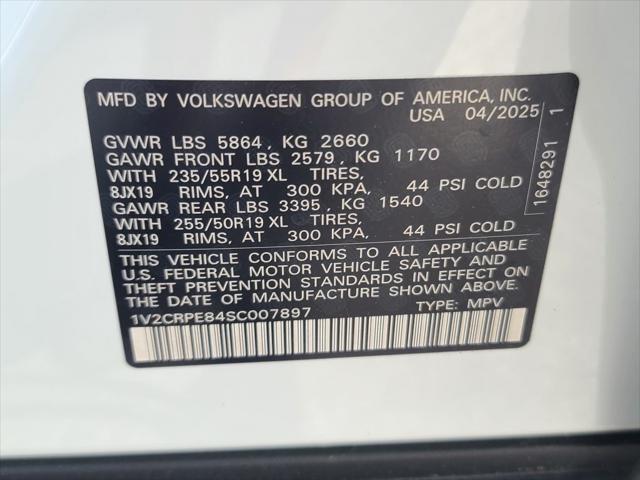 MFD BY VOLKSWAGEN GROUP OF AMERICA, INC.
USA 04/2025
GVWR LBS 5864, KG 2660
GAWR FRONT LBS 2579, KG 1170
WITH 235/55R19 XL TIRES,
8JX19 RIMS, AT 300 KPA, 44 PSI COLD
GAWR REAR LBS 3395, KG 1540
WITH 255/50R19 XL TIRES,
8JX19 RIMS, AT 300 KPA, 44 PSI COLD
THIS VEHICLE CONFORMS TO ALL APPLICABLE
U.S. FEDERAL MOTOR VEHICLE SAFETY AND
THEFT PREVENTION STANDARDS IN EFFECT ON
THE DATE OF MANUFACTURE SHOWN ABOVE.
1V2CRPE84SC007897 TYPE: MPV
1648291 1